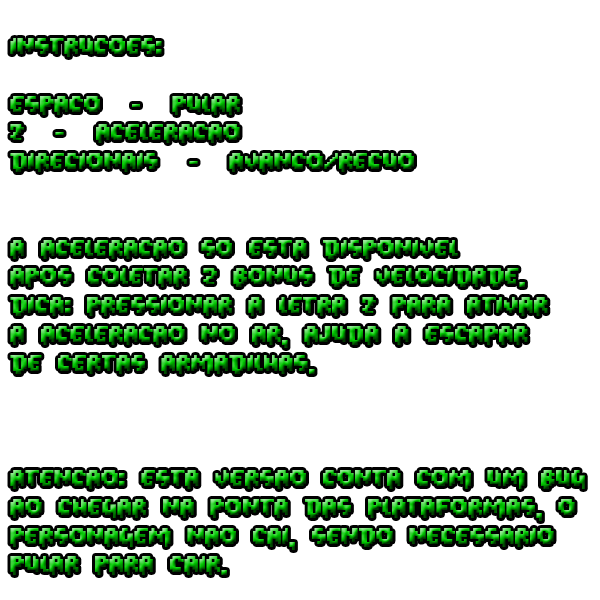 INSTRUCOES:
ESPACO - PULAR
Z - ACELERACAO
DIRECIONAIS - AVANCO/RECUO
A ACELERACAO SO ESTA DISPONIVEL
APOS COLETAR 2 BONUS DE VELOCIDADE.
DICA: PRESSIONAR A LETRA Z PARA ATIVAR
A ACELERACAO NO AR, AJUDA A ESCAPAR
DE CERTAS ARMADILHAS.
ATENCAO: ESTA VERSAO CONTA COM UM BUG
AO CHEGAR NA PONTA DAS PLATAFORMAS, O
PERSONAGEM NAO CAI, SENDO NECESSARIO
PULAR PARA CAIR.